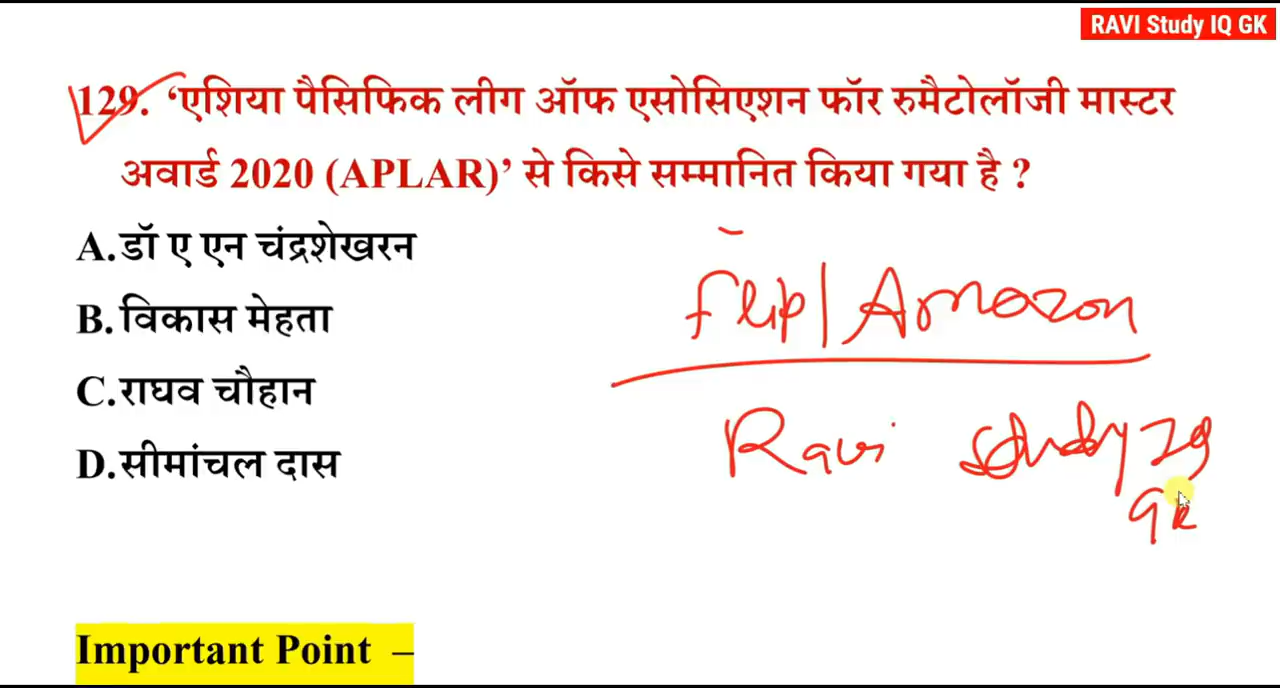 RAVI Study IQ GK
129. ‘एशिया पैसिफिक लीग ऑफ एसोसिएशन फॉर रुमैटोलॉजी मास्टर
अवार्ड 2020 (APLAR)’ से किसे सम्मानित किया गया है ?
A.डॉ ए एन चंद्रशेखरन
B.विकास मेहता
C.राघव चौहान
D.सीमांचल दास
Flip| Amazon
Ravi Study Iq
Gk
Important Point –